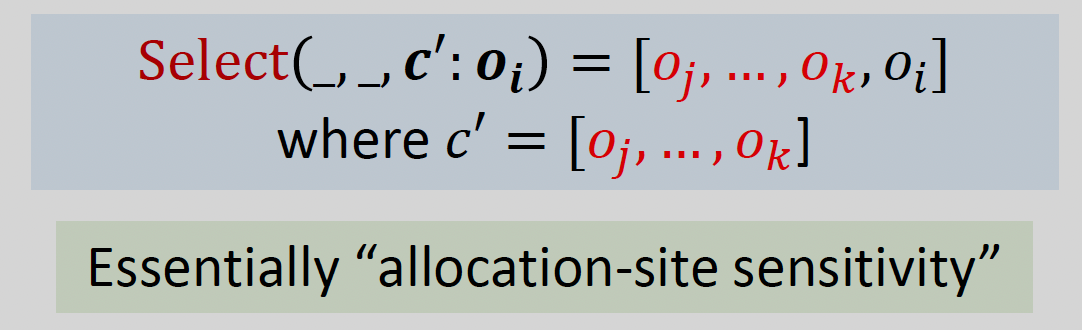 Select(_, _, c′: oᵢ) = [oⱼ, … , oₖ, oᵢ]
where c′ = [oⱼ, … , oₖ]
Essentially “allocation-site sensitivity”